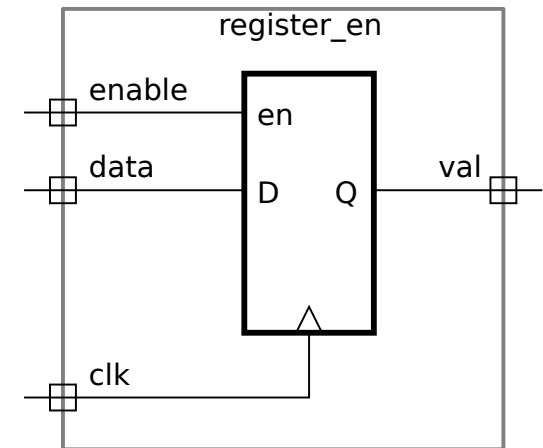 register_en
enable
en
data
D
Q
val
clk